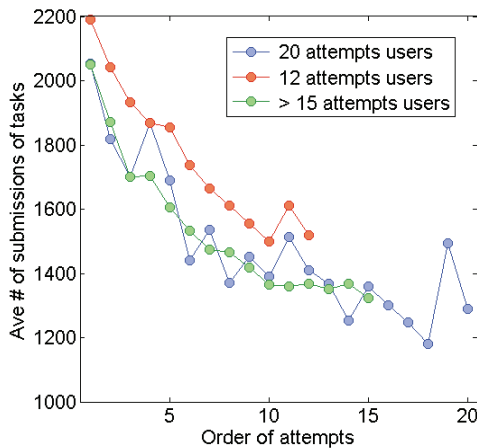 2200
2000
1800
1600
1400
1200
1000
Ave # of submissions of tasks
20 attempts users
12 attempts users
> 15 attempts users
5
10
15
20
Order of attempts